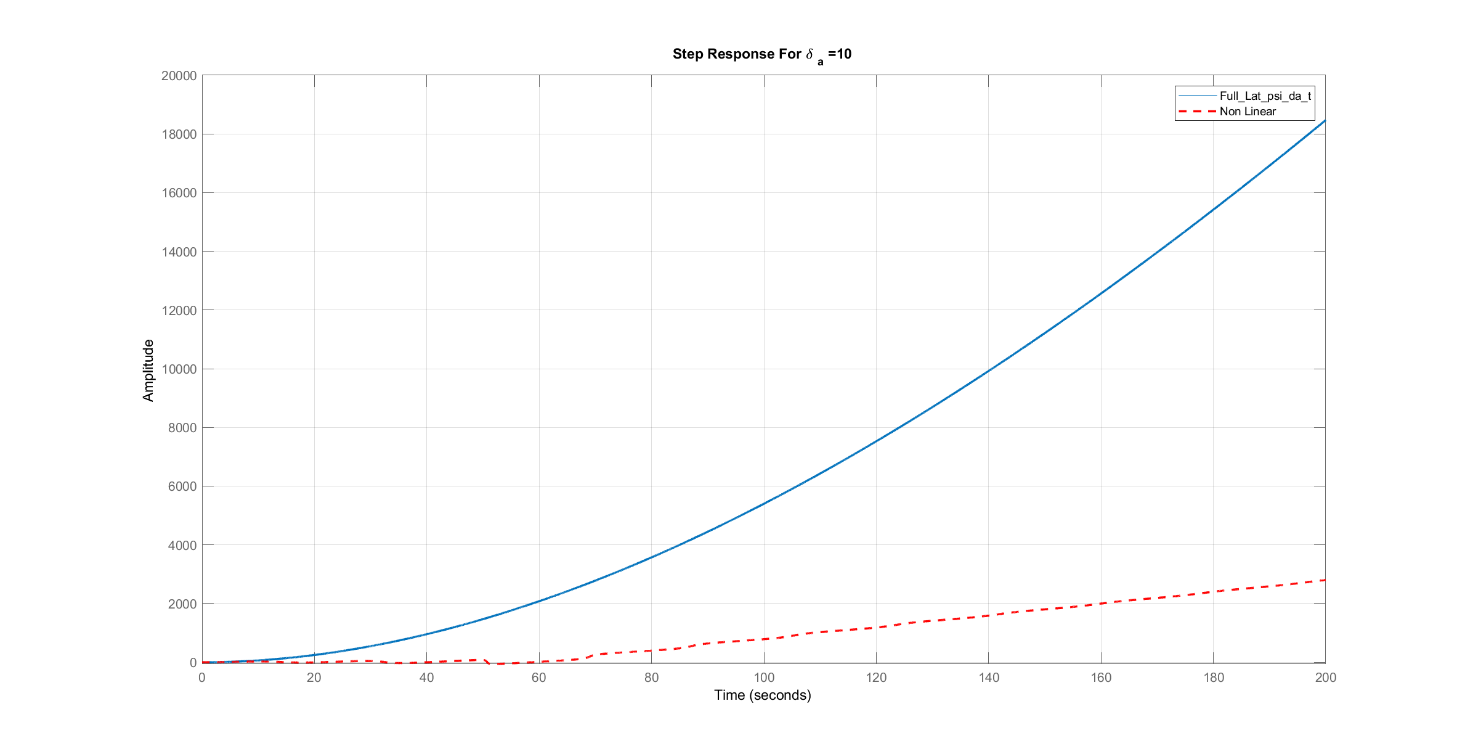 Step Response For δ a =10
20000
18000
16000
14000
12000
10000
8000
6000
4000
2000
0
Amplitude
Full_Lat_psi_da_t
Non Linear
0 20 40 60 80 100 120 140 160 180 200
Time (seconds)